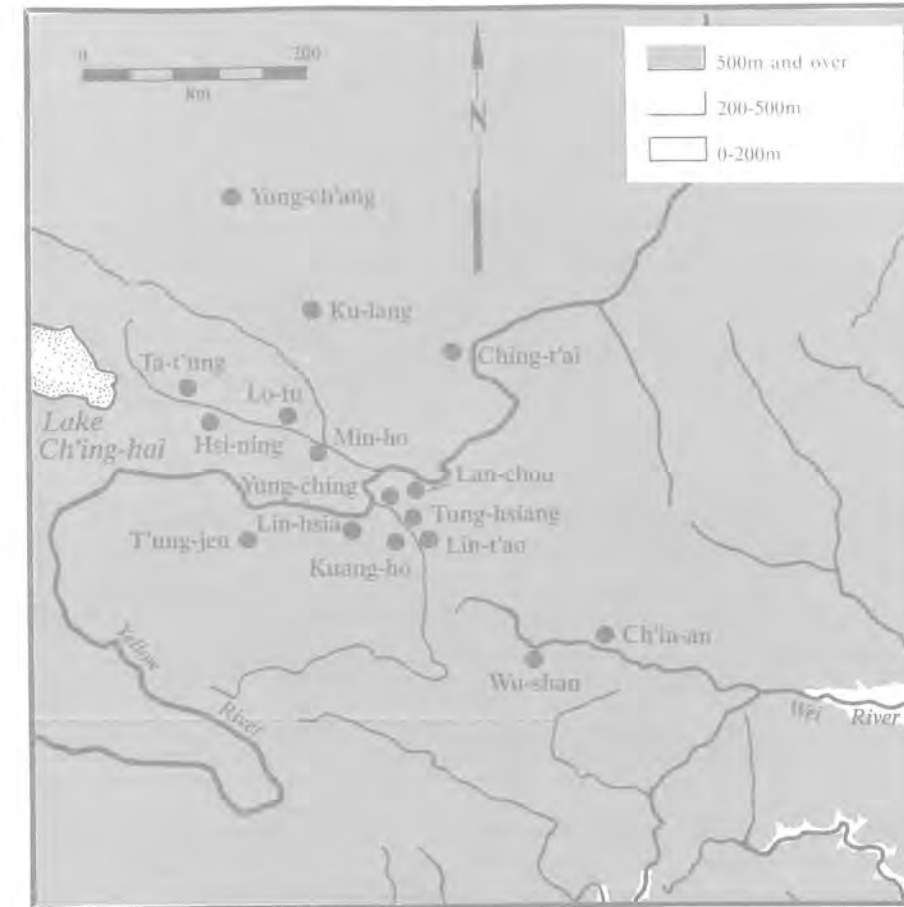 0 200
Km
N
500m and over
200-500m
0-200m
Yung-ch'ang
Ku-lang
Ching-t'ai
Ta-t'ung
Lo-tu
Lake
Ch'ing-hai
Hsi-ning
Min-ho
Yung-ching
Lan-chou
Lin-hsia
Tung-hsiang
T'ung-jen
Lin-t'ao
Kuang-ho
Yellow
River
Ch'in-an
Wu-shan
Wei River